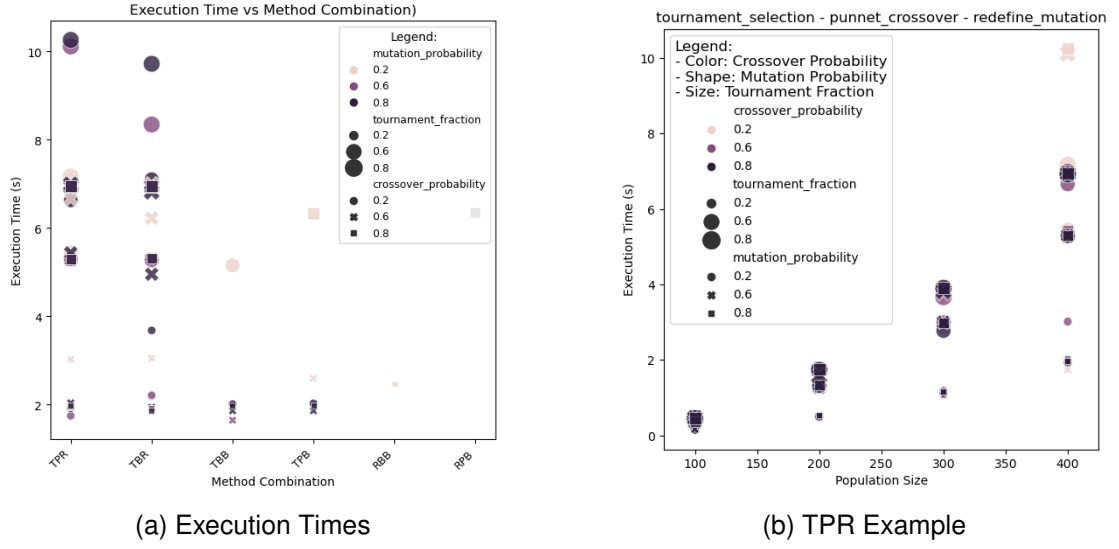 Execution Time vs Method Combination)
Execution Time (s)
10
8
6
4
2
Legend:
mutation_probability
0.2
0.6
0.8
tournament_fraction
0.2
0.6
0.8
crossover_probability
0.2
0.6
0.8
TPR
TBR
TBB
TPB
RBB
RPB
Method Combination
(a) Execution Times
tournament_selection - punnet_crossover - redefine_mutation
Execution Time (s)
10
8
6
4
2
0
Legend:
- Color: Crossover Probability
- Shape: Mutation Probability
- Size: Tournament Fraction
crossover_probability
0.2
0.6
0.8
tournament_fraction
0.2
0.6
0.8
mutation_probability
0.2
0.6
0.8
100
150
200
250
300
350
400
Population Size
(b) TPR Example